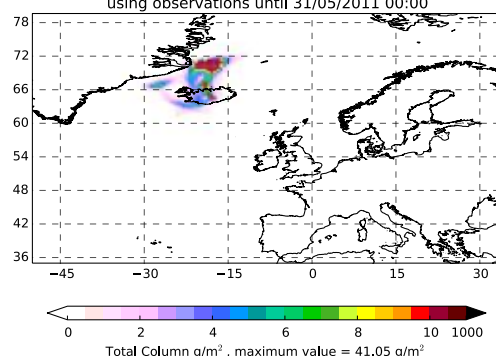 using observations until 31/05/2011 00:00
78
72
66
60
54
48
42
36
−45 −30 −15 0 15 30
0 2 4 6 8 10 1000
Total Column g/m² , maximum value = 41.05 g/m²